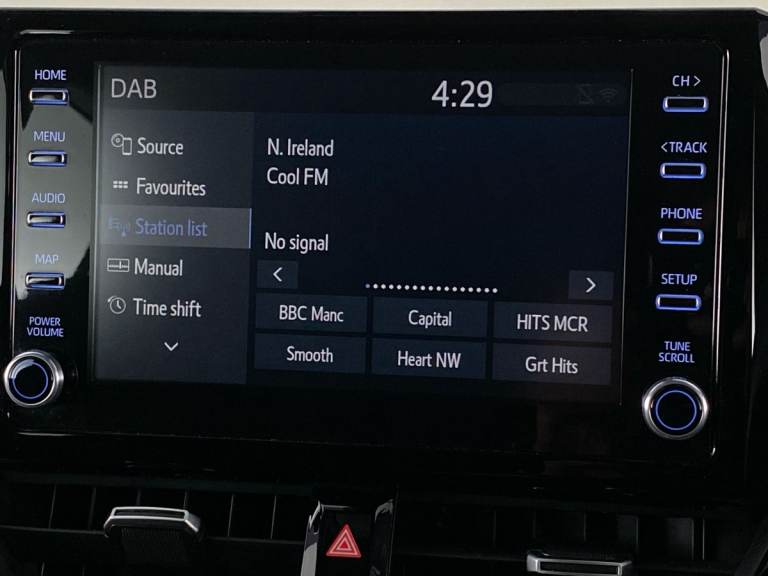 HOME
MENU
AUDIO
MAP
POWER
VOLUME
DAB
4:29
Source
Favourites
Station list
Manual
Time shift
N. Ireland
Cool FM
No signal
BBC Manc
Capital
HITS MCR
Smooth
Heart NW
Grt Hits
CH >
< TRACK
PHONE
SETUP
TUNE
SCROLL